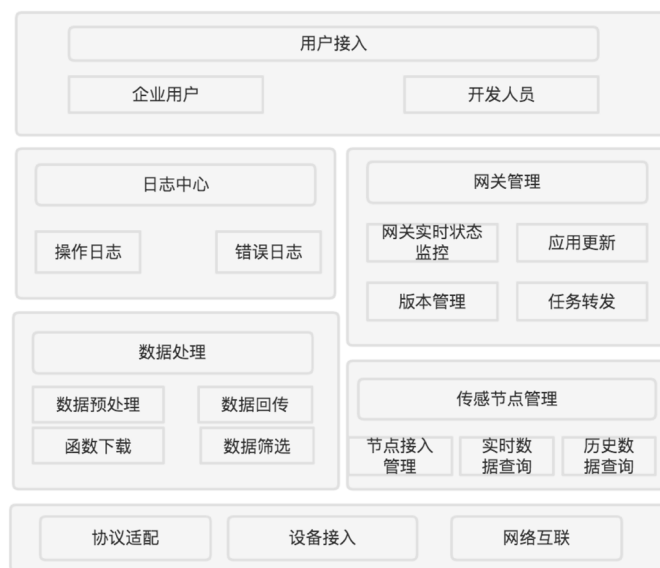 用户接入
企业用户
开发人员
日志中心
操作日志
错误日志
网关管理
网关实时状态
监控
应用更新
版本管理
任务转发
数据处理
数据预处理
数据回传
函数下载
数据筛选
传感节点管理
节点接入
管理
实时数
据查询
历史数
据查询
协议适配
设备接入
网络互联